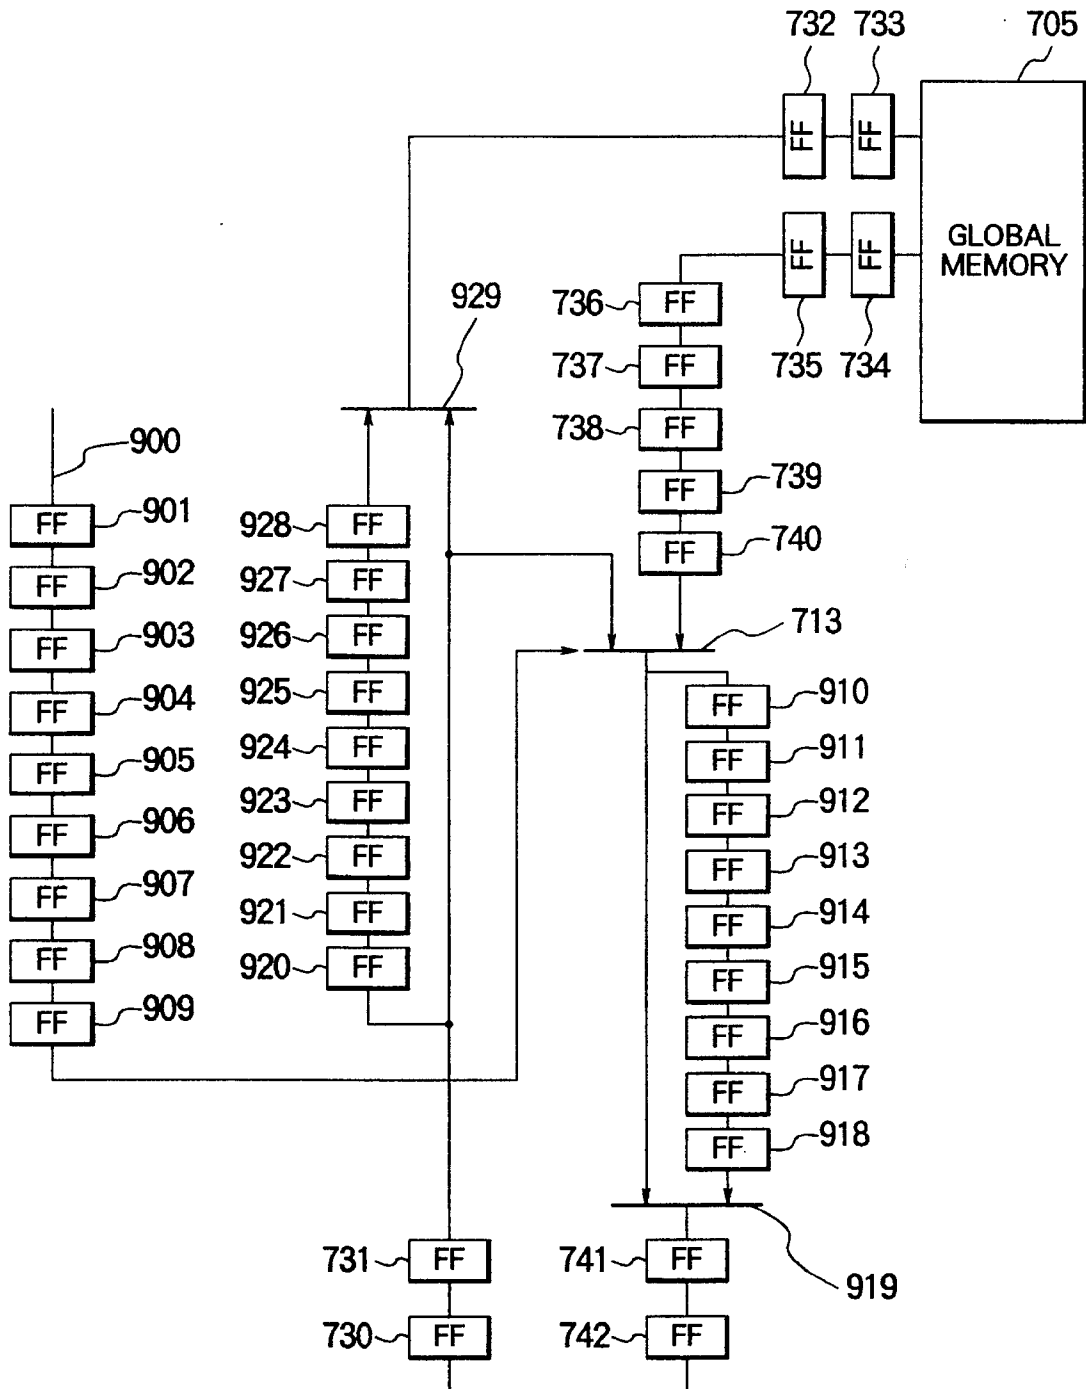 732 733 705
FF FF
GLOBAL
MEMORY
FF FF
929
736 FF
735 734
737 FF
738 FF
900
739
FF
901
FF
928 FF
740
FF
902
FF
927 FF
903
FF
926 FF
713
904
FF
925 FF
910
FF
905
FF
924 FF
911
FF
906
FF
923 FF
912
FF
907
FF
922 FF
913
FF
908
FF
921 FF
914
FF
909
FF
920 FF
915
FF
916
FF
917
FF
918
FF
731 FF
741 FF
919
730 FF
742 FF